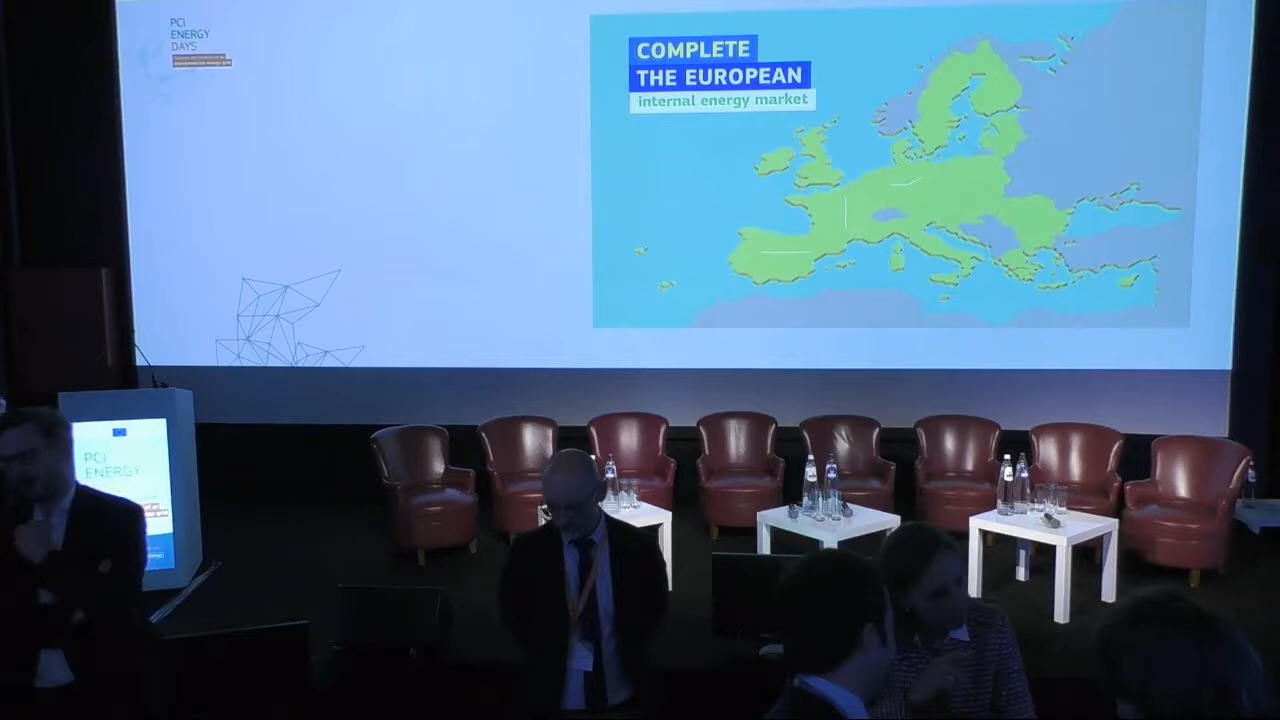 PCI
ENERGY
DAYS
COMPLETE
THE EUROPEAN
internal energy market
PCI
ENERGY